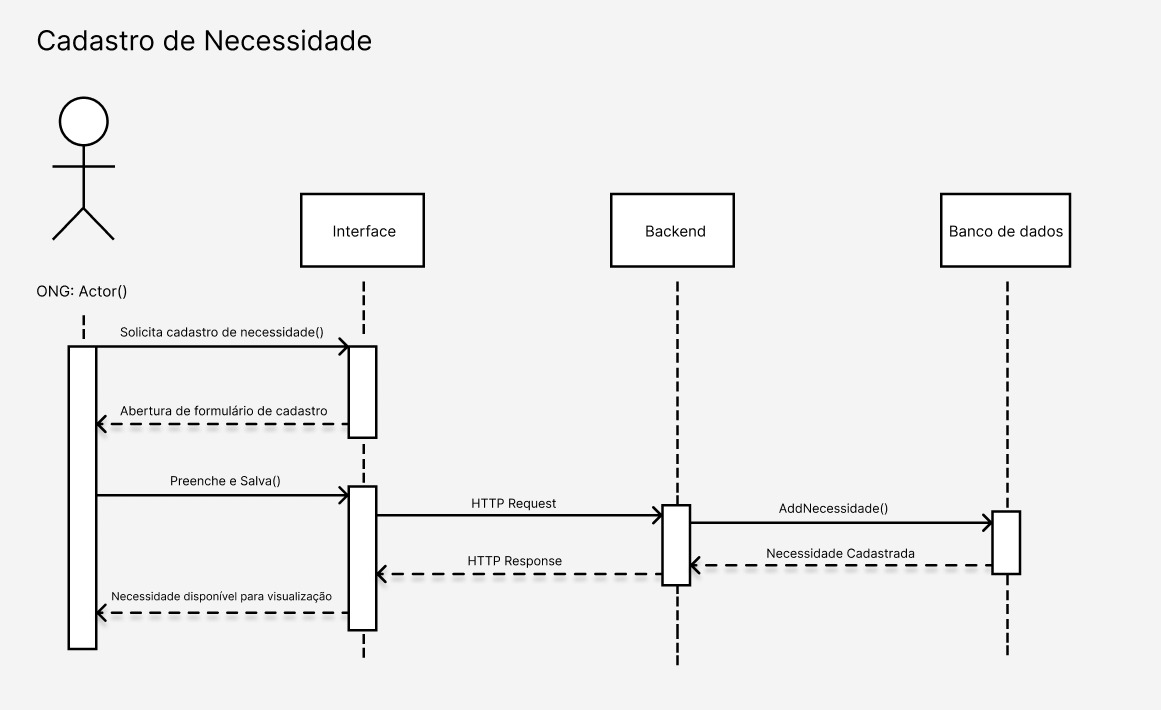 Cadastro de Necessidade
Interface
Backend
Banco de dados
ONG: Actor()
Solicita cadastro de necessidade()
Abertura de formulário de cadastro
Preenche e Salva()
HTTP Request
AddNecessidade()
Necessidade Cadastrada
HTTP Response
Necessidade disponível para visualização